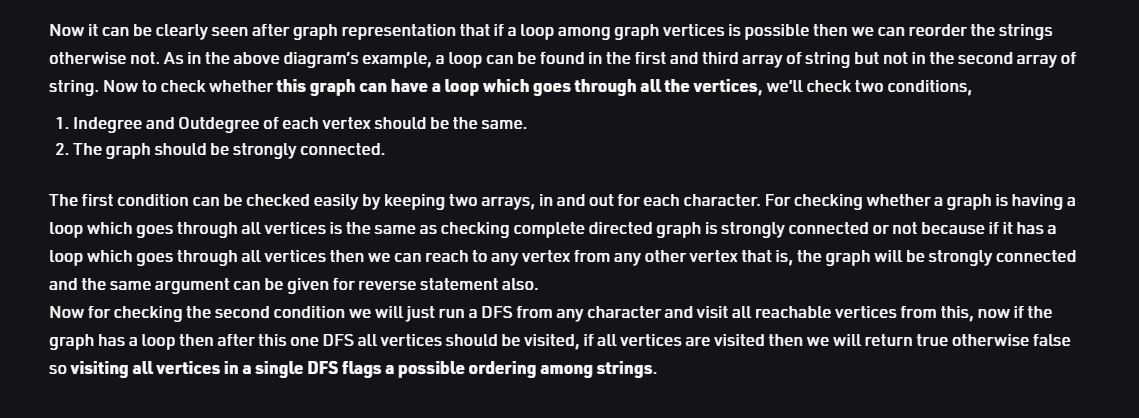 Now it can be clearly seen after graph representation that if a loop among graph vertices is possible then we can reorder the strings
otherwise not. As in the above diagram’s example, a loop can be found in the first and third array of string but not in the second array of
string. Now to check whether this graph can have a loop which goes through all the vertices, we’ll check two conditions,
1. Indegree and Outdegree of each vertex should be the same.
2. The graph should be strongly connected.
The first condition can be checked easily by keeping two arrays, in and out for each character. For checking whether a graph is having a
loop which goes through all vertices is the same as checking complete directed graph is strongly connected or not because if it has a
loop which goes through all vertices then we can reach to any vertex from any other vertex that is, the graph will be strongly connected
and the same argument can be given for reverse statement also.
Now for checking the second condition we will just run a DFS from any character and visit all reachable vertices from this, now if the
graph has a loop then after this one DFS all vertices should be visited, if all vertices are visited then we will return true otherwise false
so visiting all vertices in a single DFS flags a possible ordering among strings.